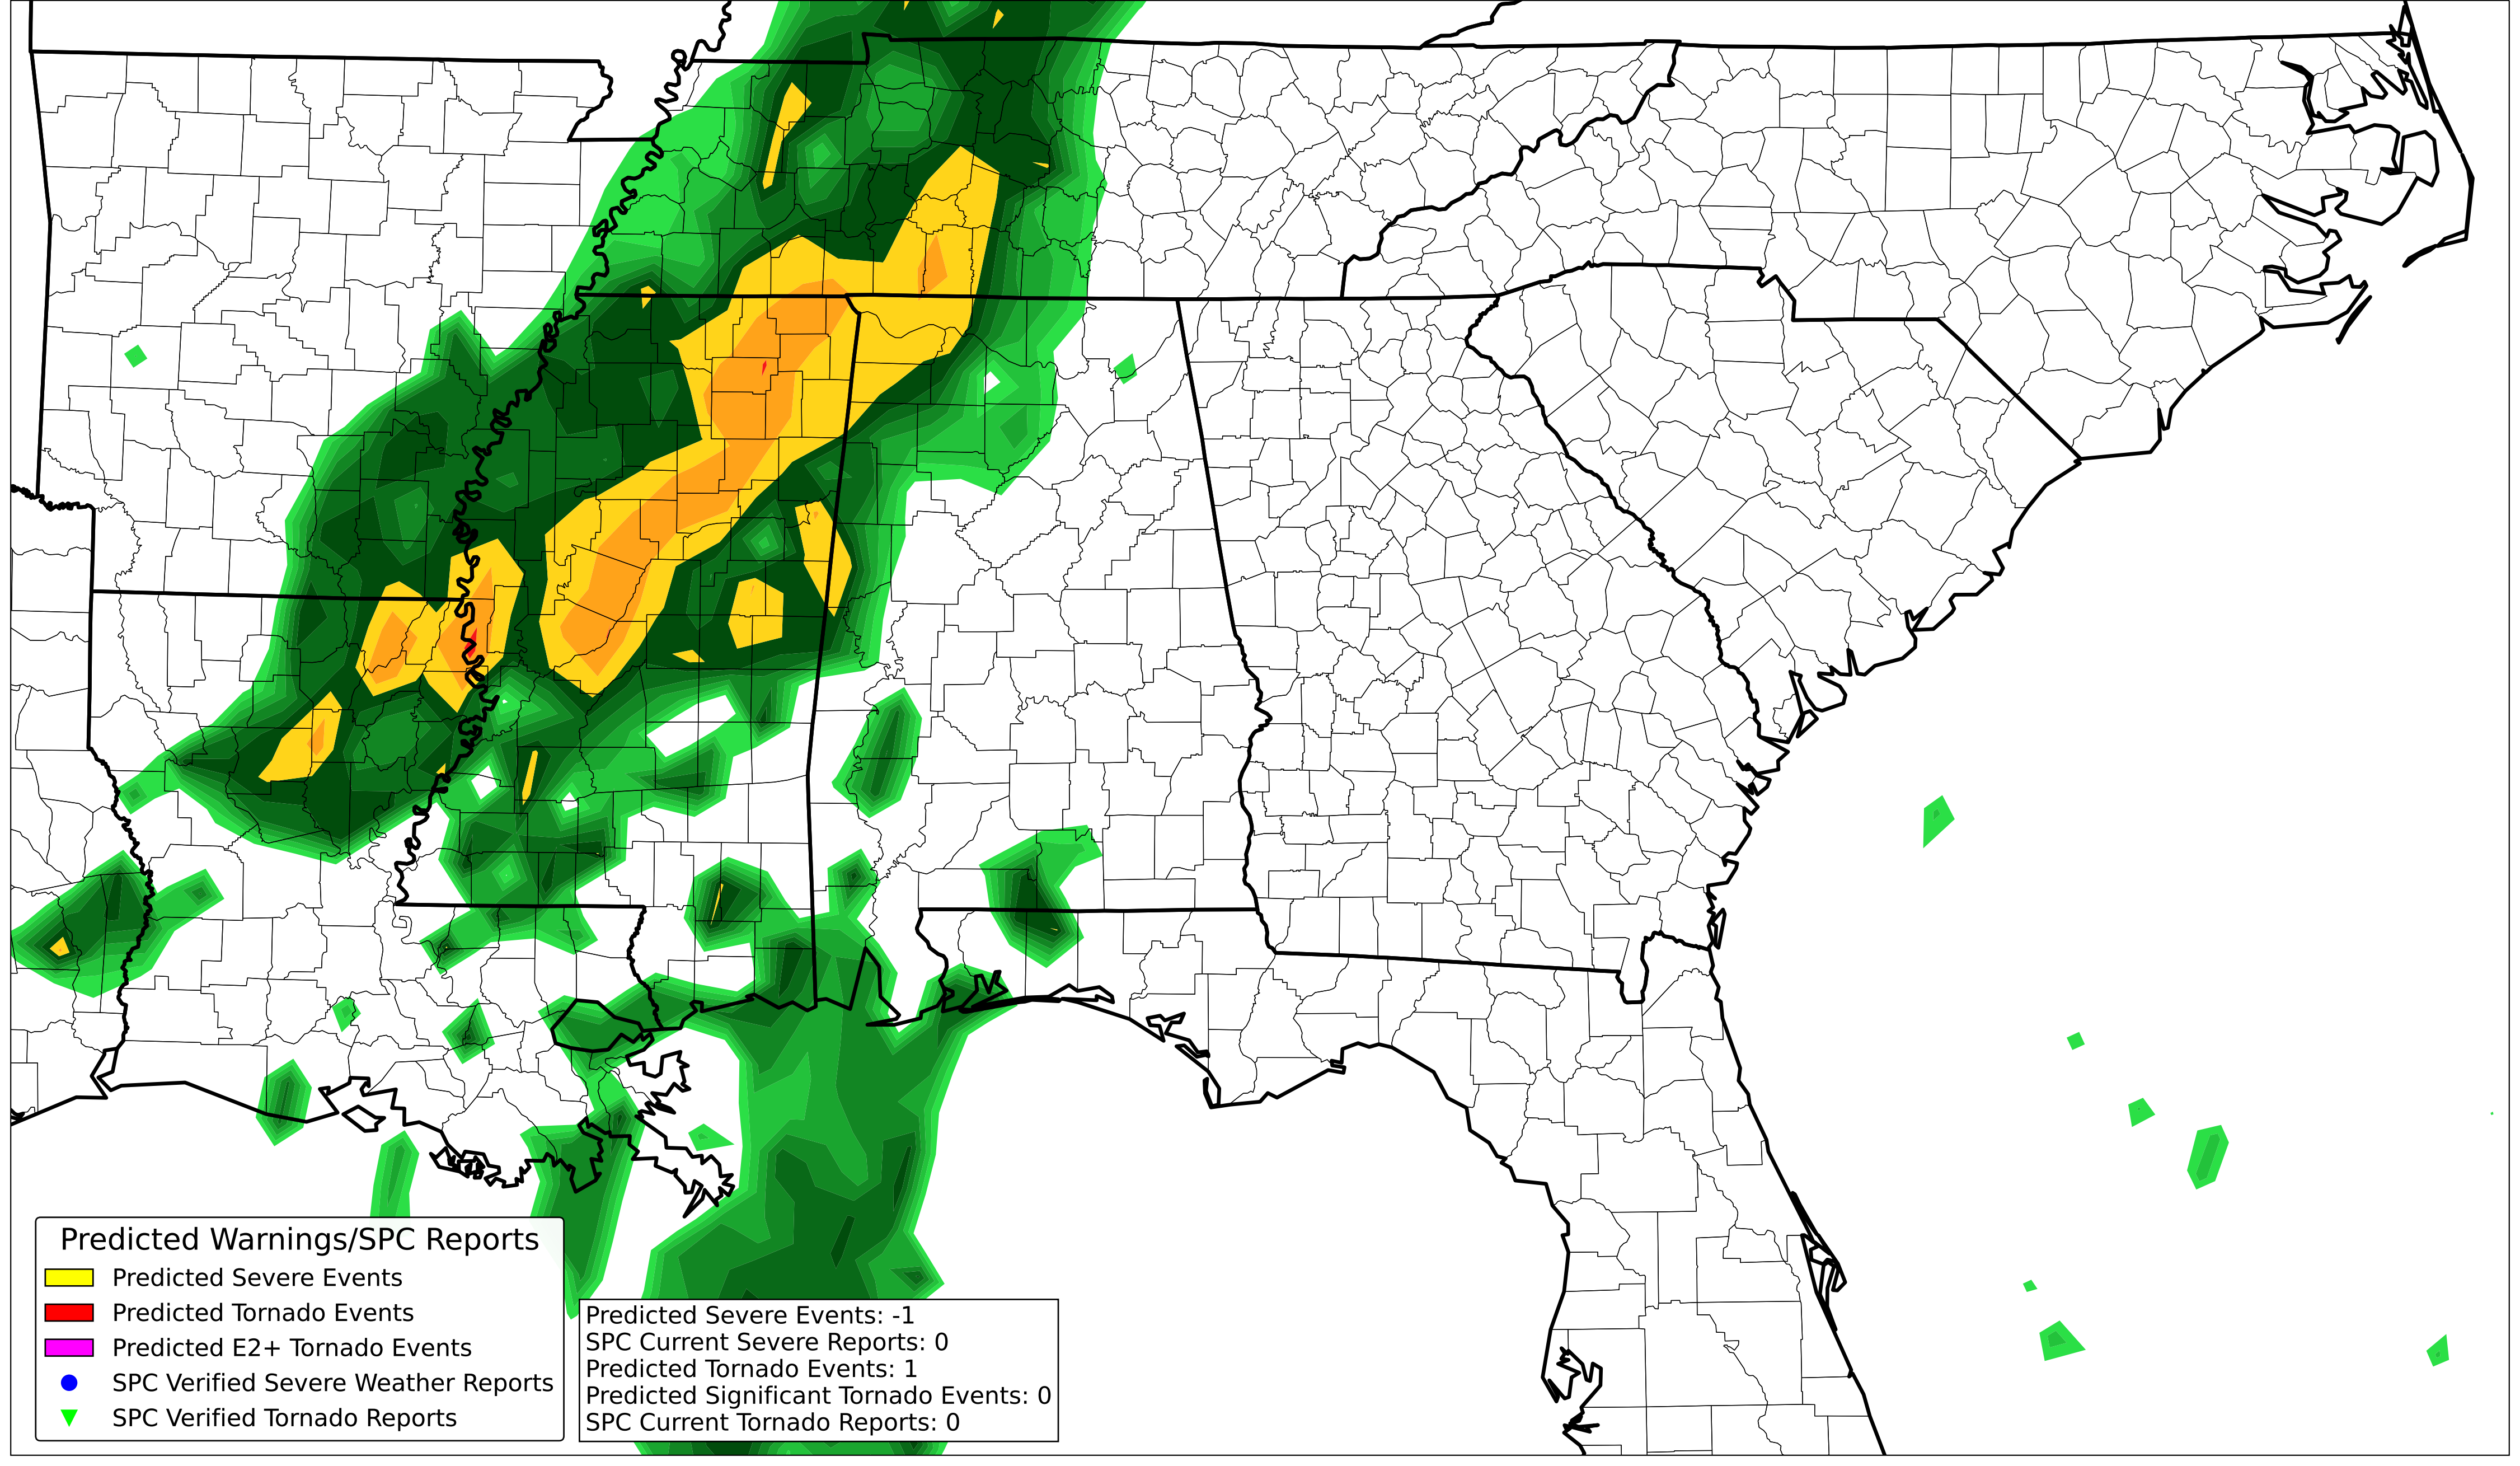 Predicted Warnings/SPC Reports
Predicted Severe Events
Predicted Tornado Events
Predicted E2+ Tornado Events
SPC Verified Severe Weather Reports
SPC Verified Tornado Reports
Predicted Severe Events: -1
SPC Current Severe Reports: 0
Predicted Tornado Events: 1
Predicted Significant Tornado Events: 0
SPC Current Tornado Reports: 0